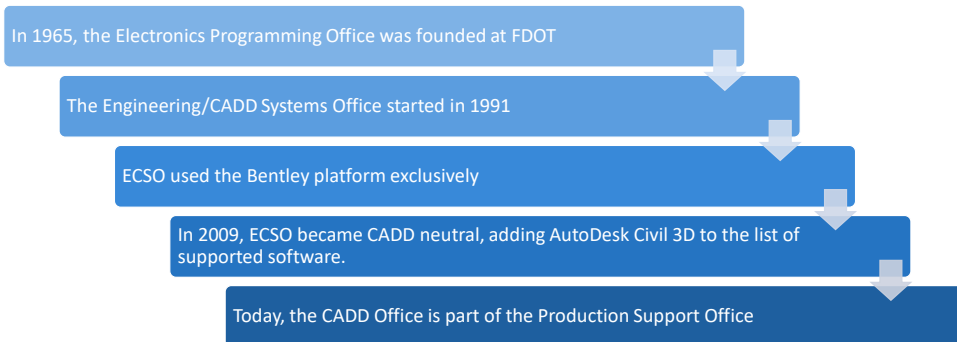 In 1965, the Electronics Programming Office was founded at FDOT
The Engineering/CADD Systems Office started in 1991
ECSO used the Bentley platform exclusively
In 2009, ECSO became CADD neutral, adding AutoDesk Civil 3D to the list of
supported software.
Today, the CADD Office is part of the Production Support Office